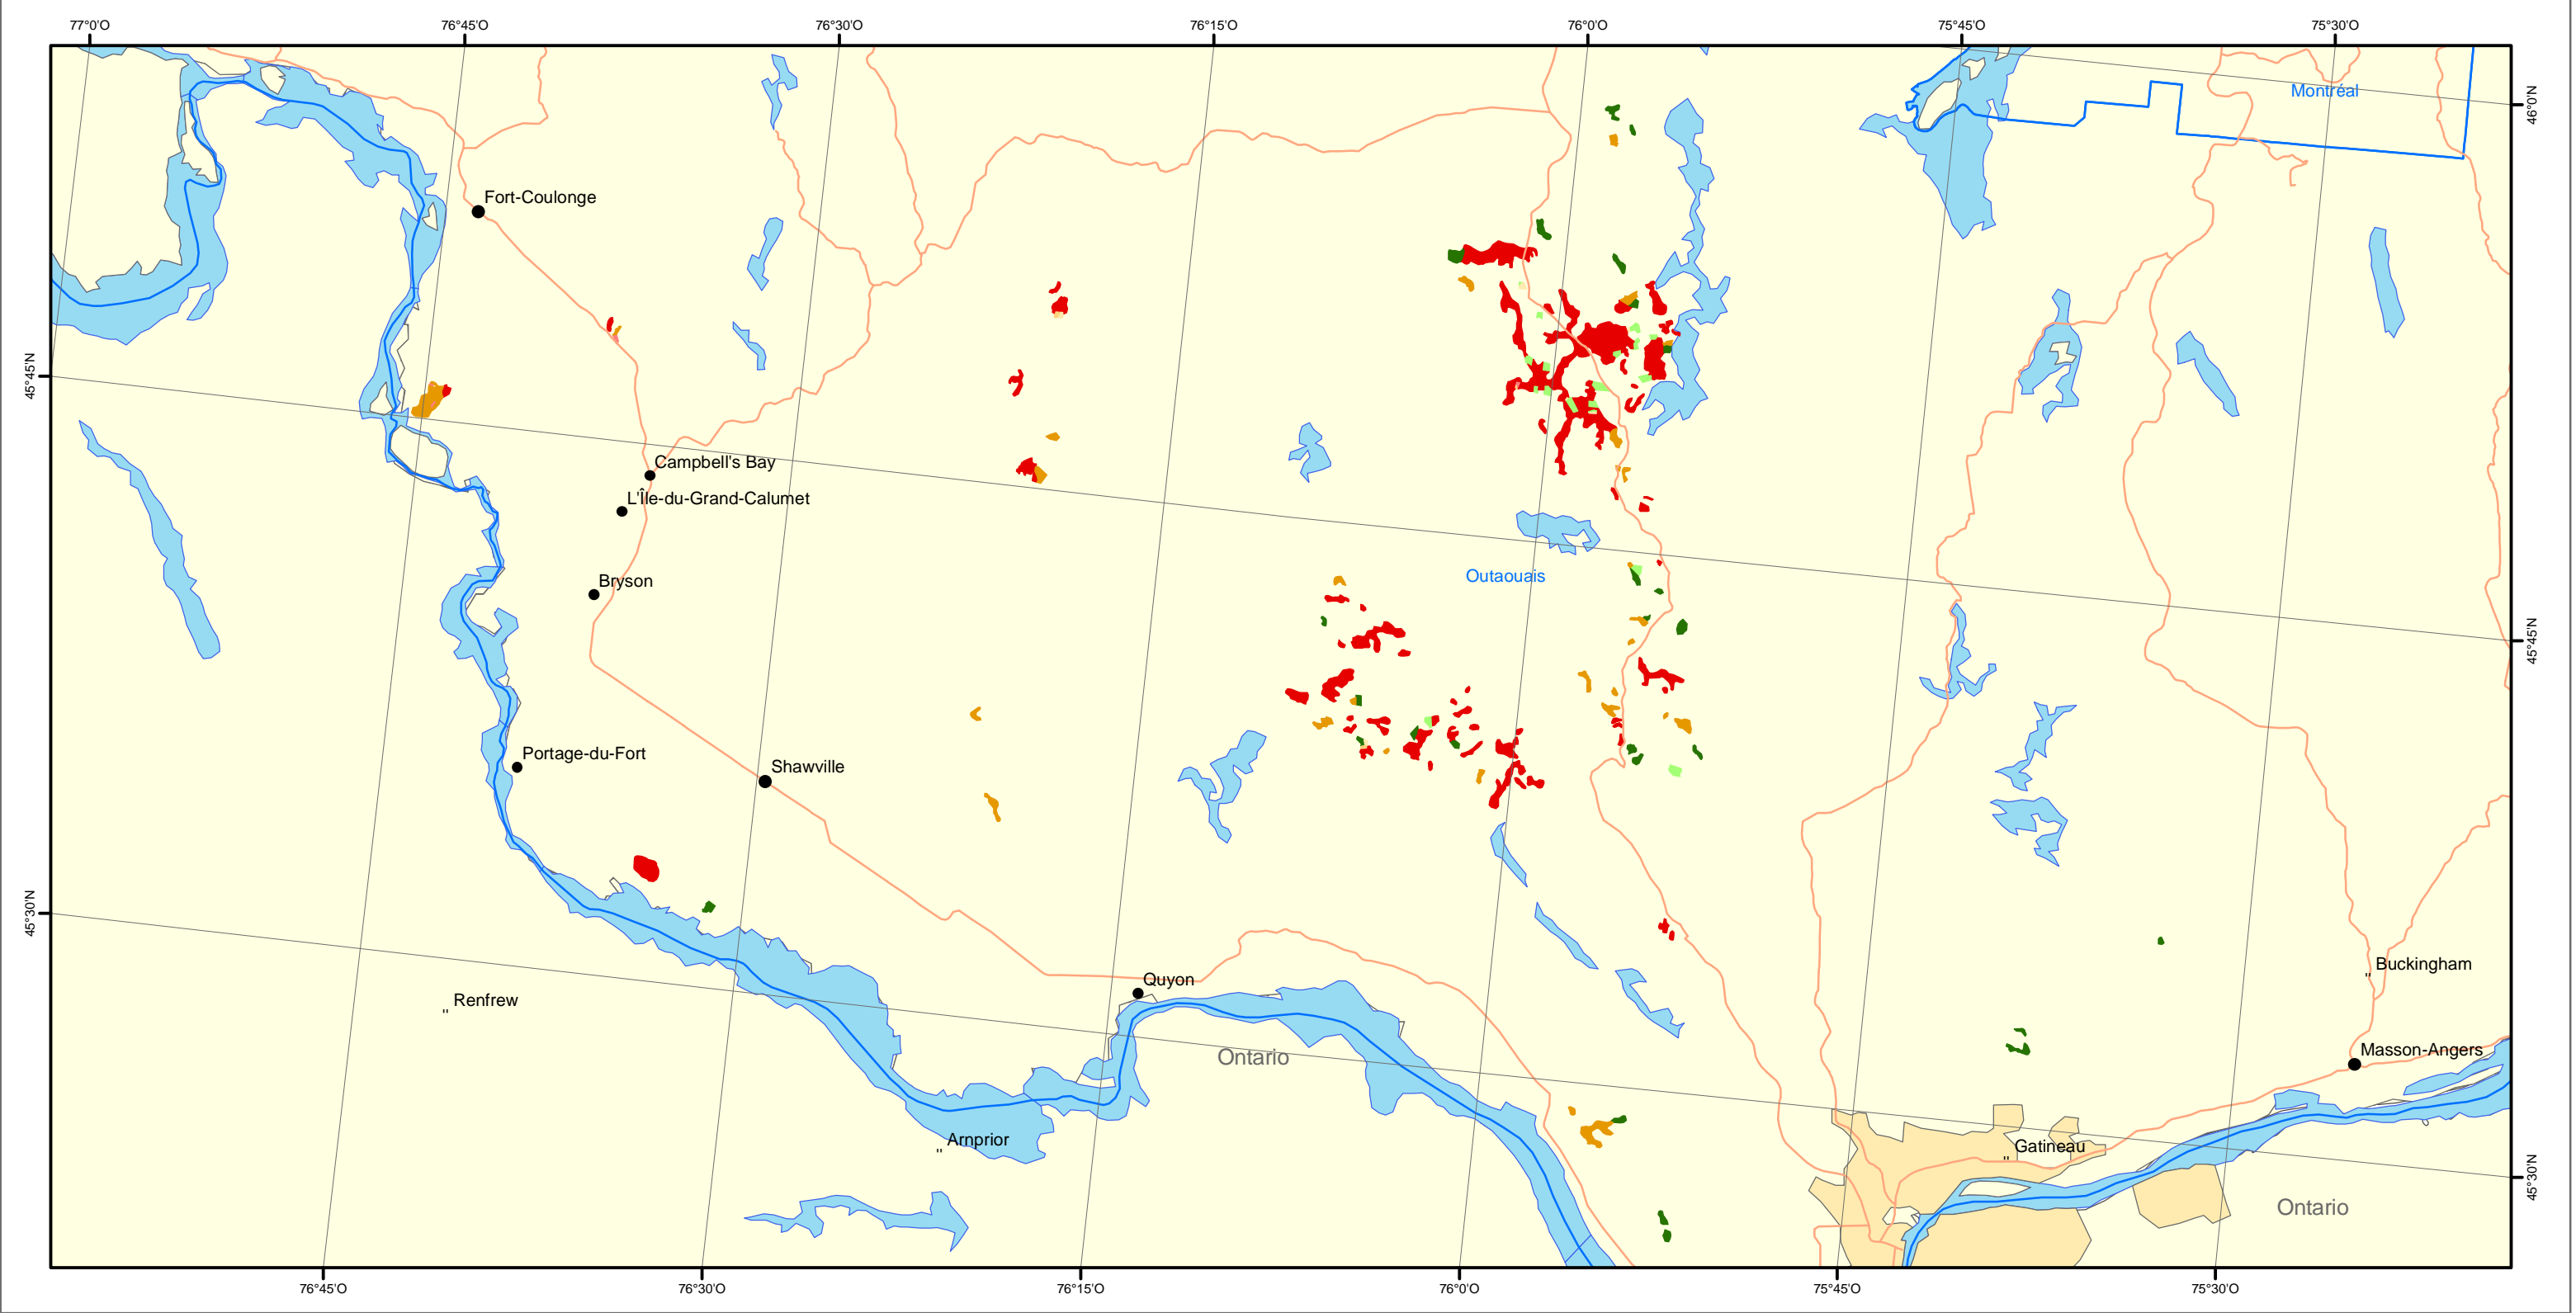 77°0'O 76°45'O 76°30'O 76°15'O 76°0'O 75°45'O 75°30'O
Montréal
46°0'N
Fort-Coulonge
45°45'N
Campbell's Bay
L'Île-du-Grand-Calumet
Outaouais
Bryson
45°45'N
Portage-du-Fort
Shawville
45°30'N
Buckingham
Quyon
Renfrew
Masson-Angers
Ontario
Arnprior
Gatineau
45°30'N
Ontario
76°45'O 76°30'O 76°15'O 76°0'O 75°45'O 75°30'O